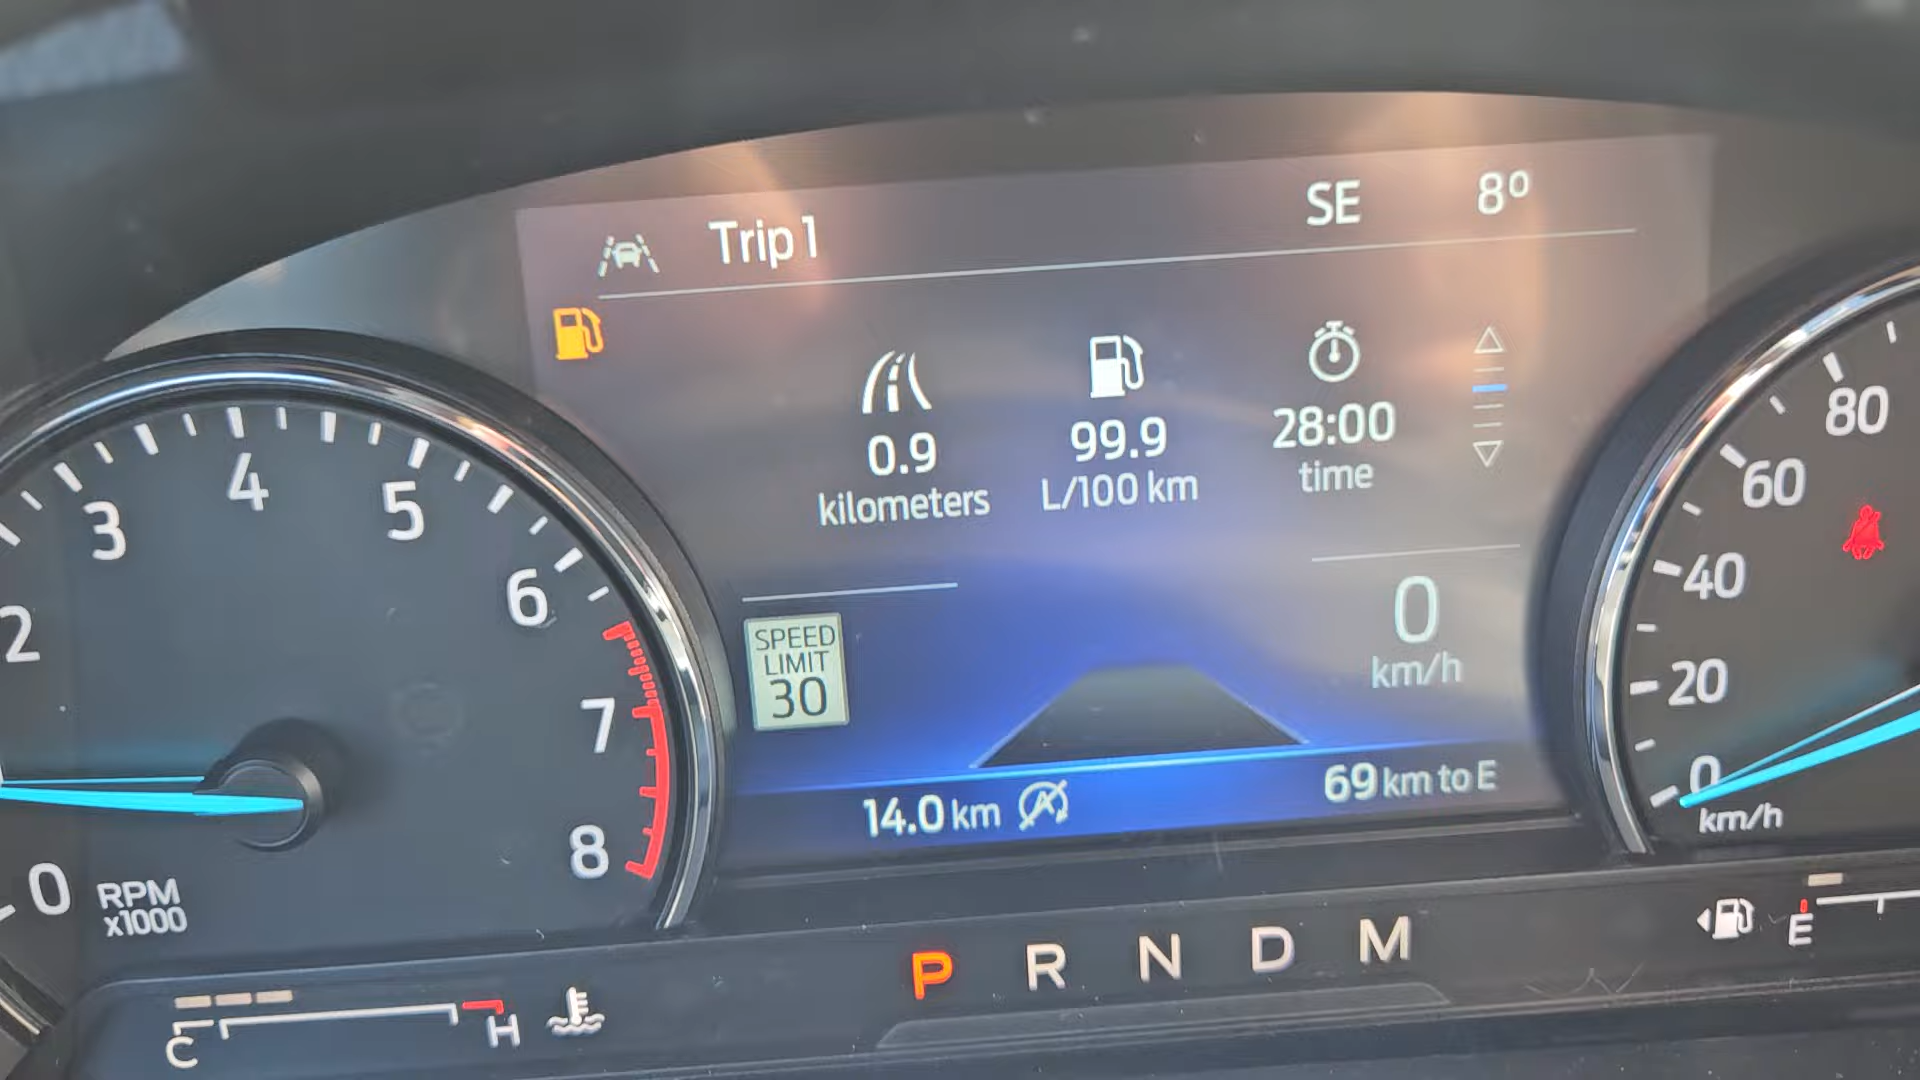 Trip 1
SE
8°
0.9
kilometers
99.9
L/100 km
28:00
time
SPEED
LIMIT
30
0
km/h
14.0 km
69 km to E
0
2
3
4
5
6
7
8
RPM
x1000
80
60
40
20
0
km/h
P R N D M
C
H
E